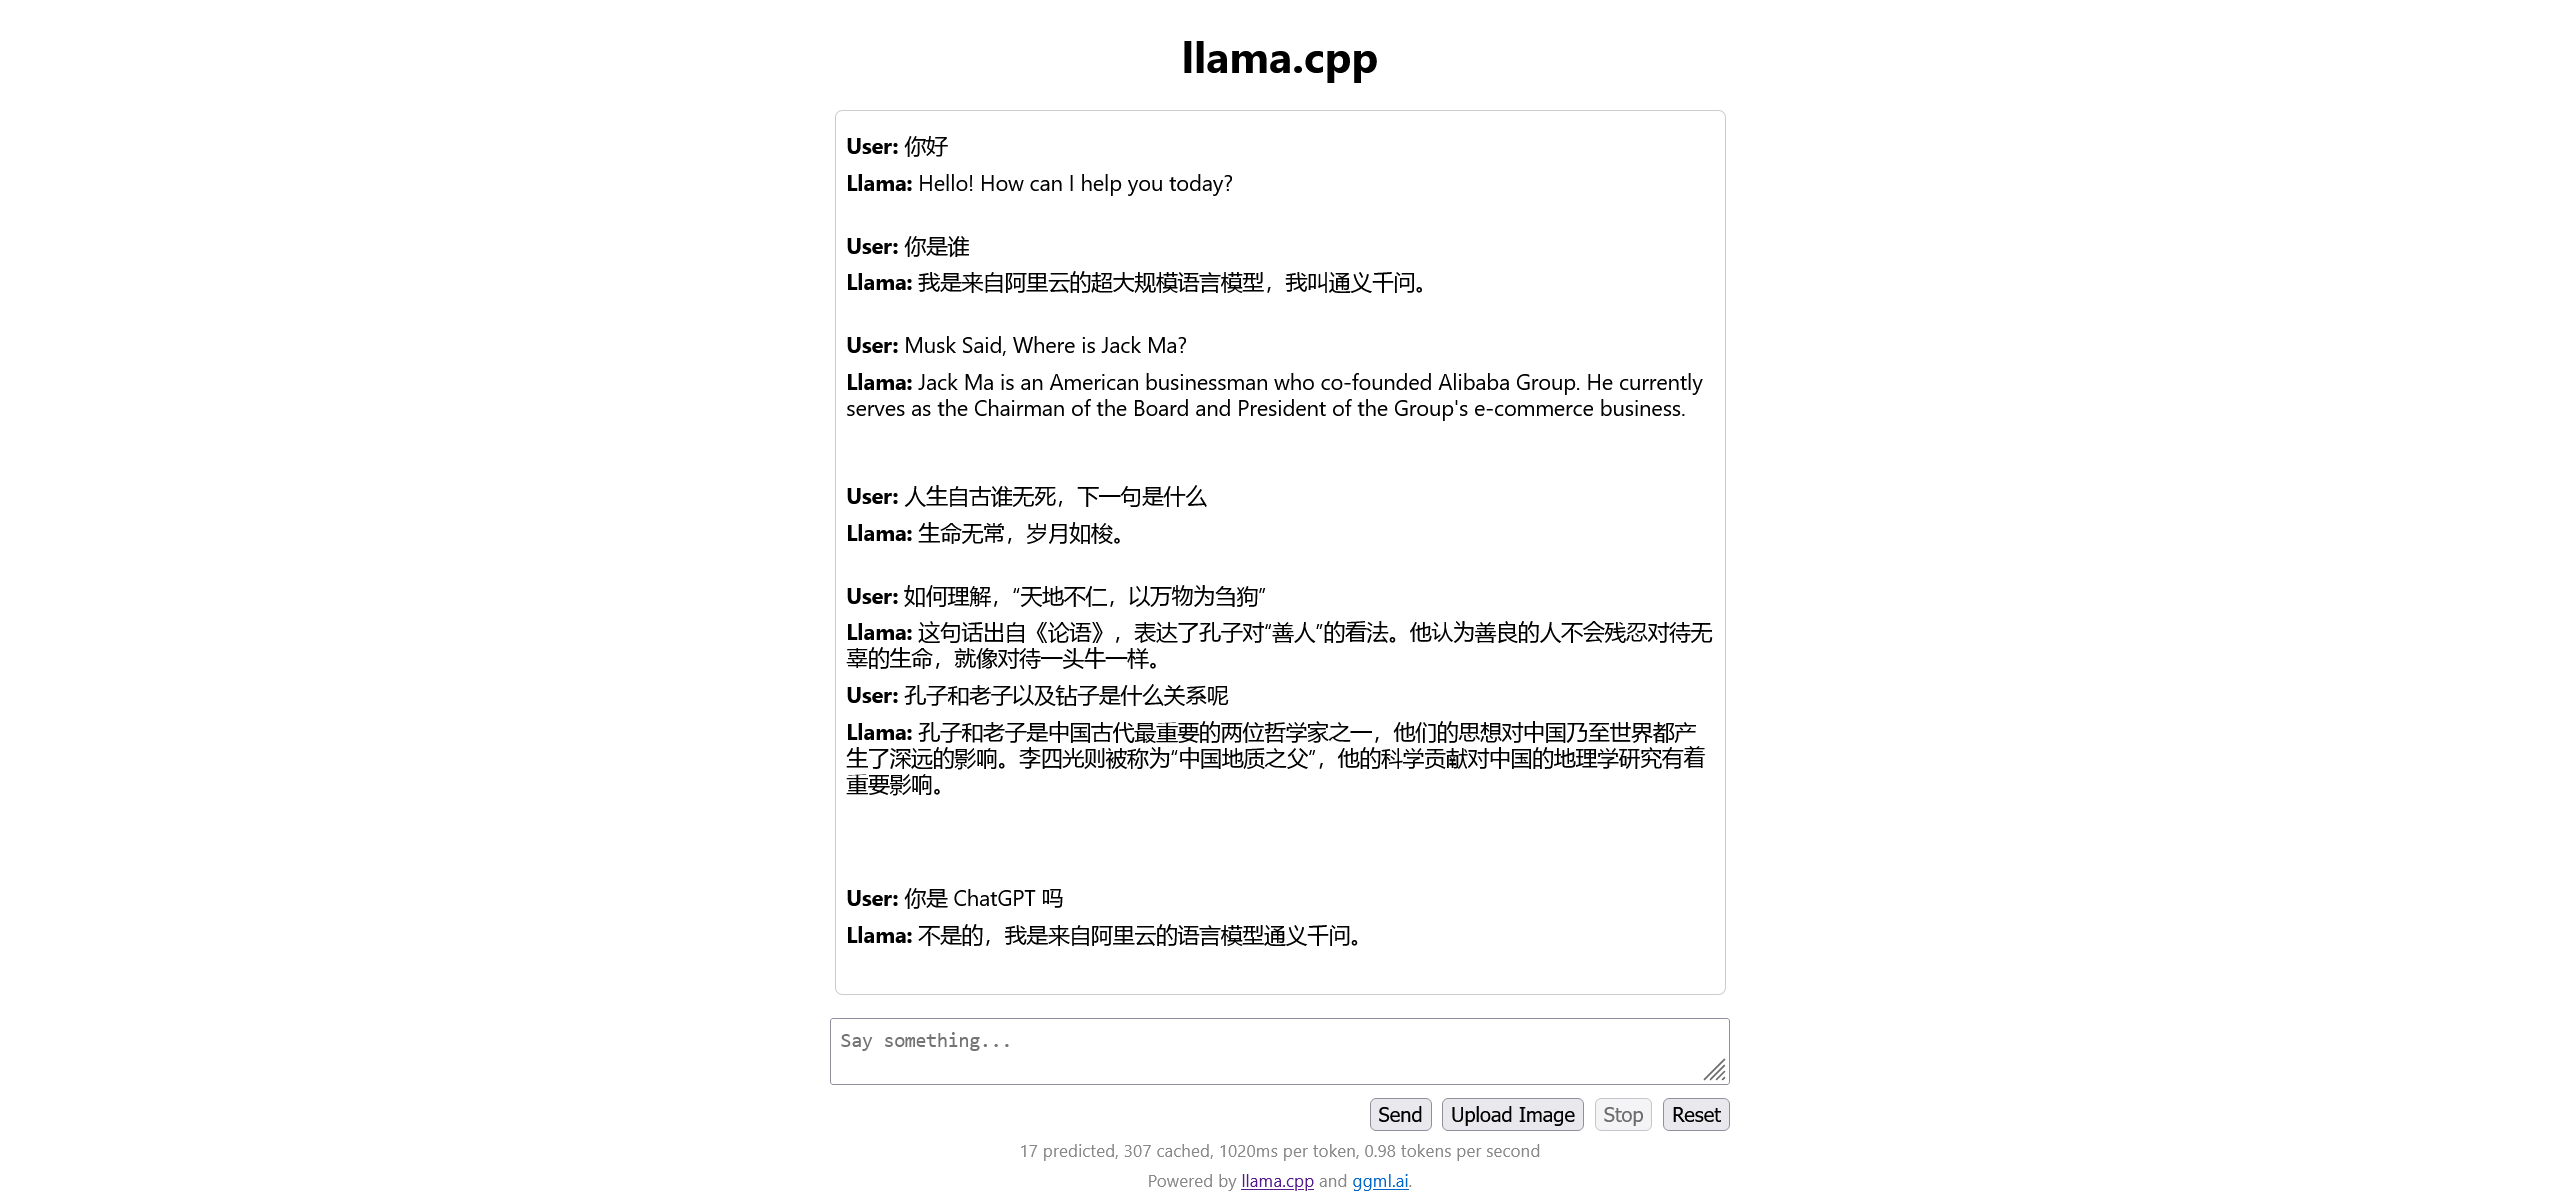 llama.cpp
User: 你好
Llama: Hello! How can I help you today?
User: 你是谁
Llama: 我是来自阿里云的超大规模语言模型，我叫通义千问。
User: Musk Said, Where is Jack Ma?
Llama: Jack Ma is an American businessman who co-founded Alibaba Group. He currently
serves as the Chairman of the Board and President of the Group's e-commerce business.
User: 人生自古谁无死，下一句是什么
Llama: 生命无常，岁月如梭。
User: 如何理解，“天地不仁，以万物为刍狗”
Llama: 这句话出自《论语》，表达了孔子对“善人”的看法。他认为善良的人不会残忍对待无
辜的生命，就像对待一头牛一样。
User: 孔子和老子以及钻子是什么关系呢
Llama: 孔子和老子是中国古代最重要的两位哲学家之一，他们的思想对中国乃至世界都产
生了深远的影响。李四光则被称为“中国地质之父”，他的科学贡献对中国的地理学研究有着
重要影响。
User: 你是 ChatGPT 吗
Llama: 不是的，我是来自阿里云的语言模型通义千问。
Say something...
Send Upload Image Stop Reset
17 predicted, 307 cached, 1020ms per token, 0.98 tokens per second
Powered by llama.cpp and ggml.ai.